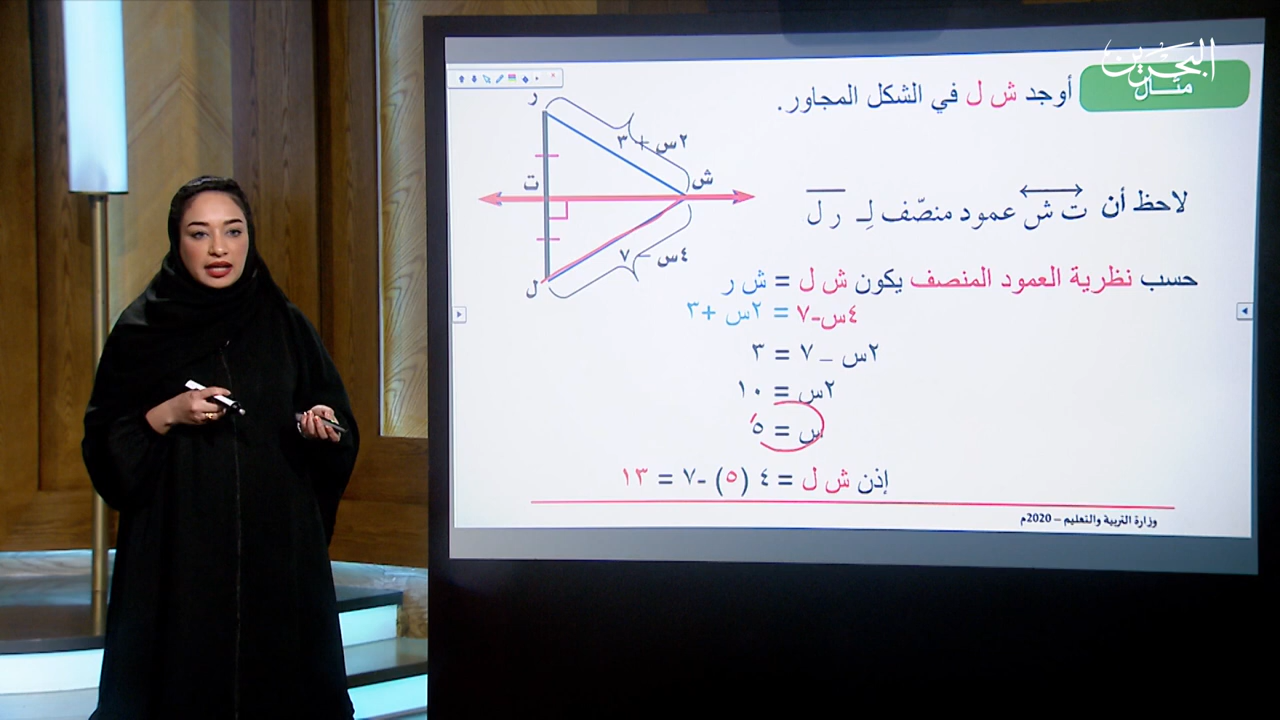 البحرين
مثال
أوجد ش ل في الشكل المجاور.
ر
٢س + ٣
ت
ش
٤س – ٧
ل
لاحظ أن ت ش عمود منصّف لِـ ر ل
حسب نظرية العمود المنصف يكون ش ل = ش ر
٤س-٧ = ٢س +٣
٢س – ٧ = ٣
٢س = ١٠
س = ٥
إذن ش ل = ٤ (٥) -٧ = ١٣
وزارة التربية والتعليم – 2020م